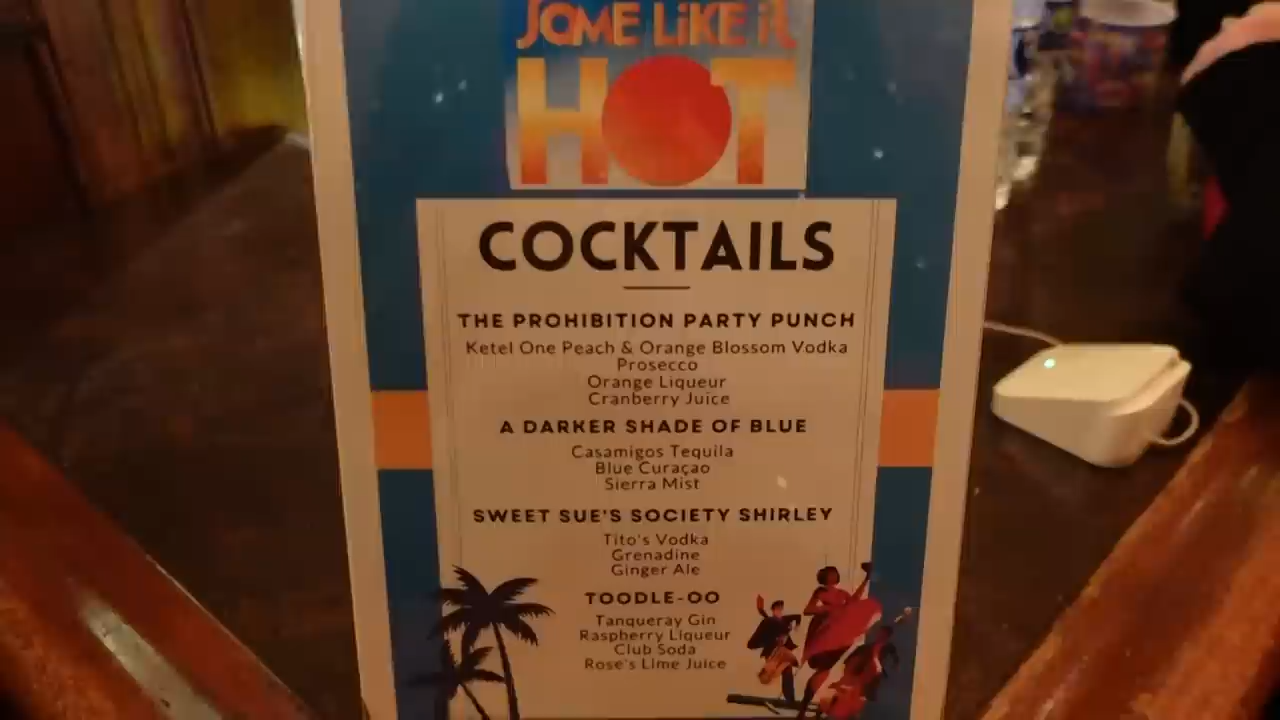 SOME LiKE iT
HOT
COCKTAILS
THE PROHIBITION PARTY PUNCH
Ketel One Peach & Orange Blossom Vodka
Prosecco
Orange Liqueur
Cranberry Juice
A DARKER SHADE OF BLUE
Casamigos Tequila
Blue Curaçao
Sierra Mist
SWEET SUE'S SOCIETY SHIRLEY
Tito's Vodka
Grenadine
Ginger Ale
TOODLE-OO
Tanqueray Gin
Raspberry Liqueur
Club Soda
Rose's Lime Juice